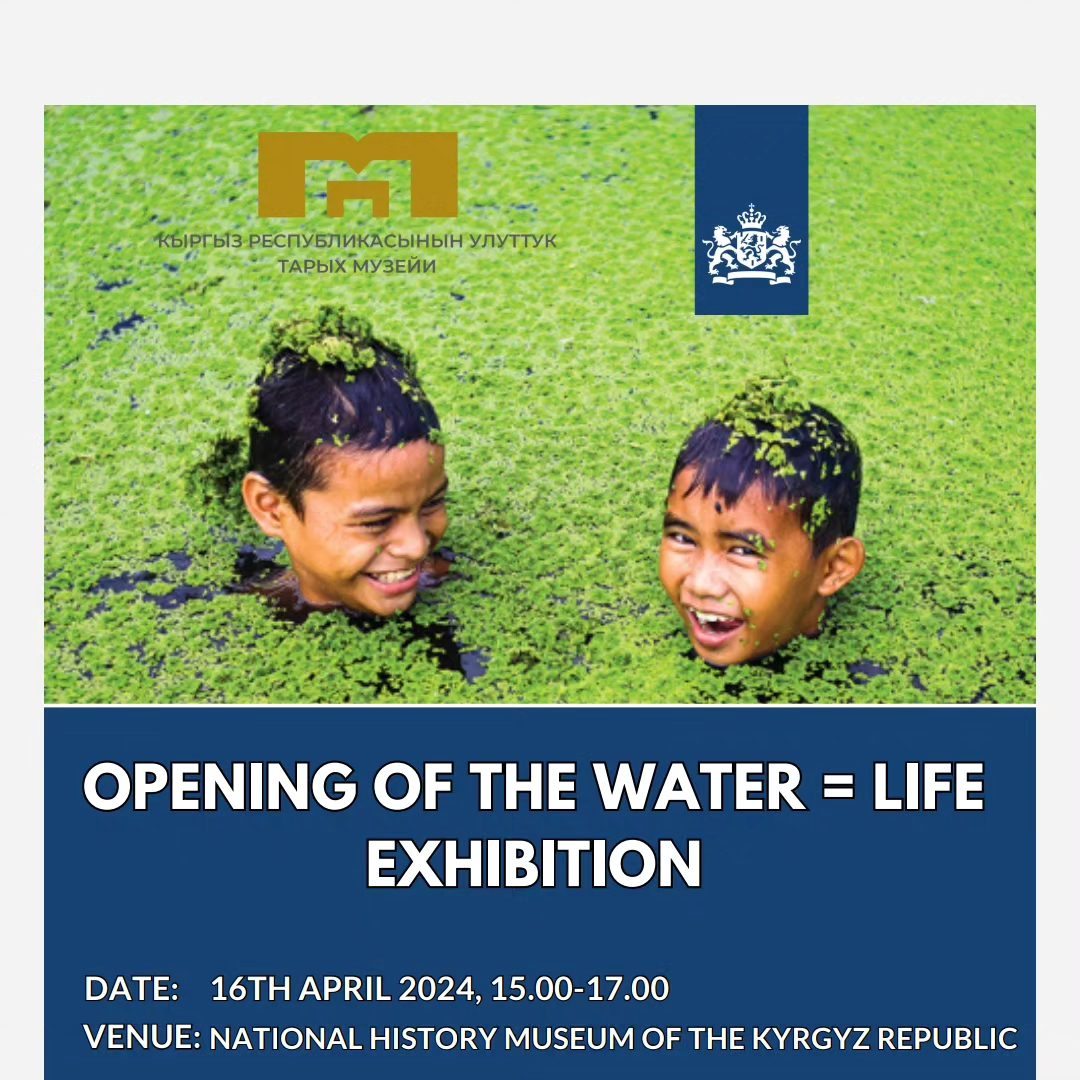 КЫРГЫЗ РЕСПУБЛИКАСЫНЫН УЛУТТУК
ТАРЫХ МУЗЕЙИ
OPENING OF THE WATER = LIFE
EXHIBITION
DATE: 16TH APRIL 2024, 15.00-17.00
VENUE: NATIONAL HISTORY MUSEUM OF THE KYRGYZ REPUBLIC